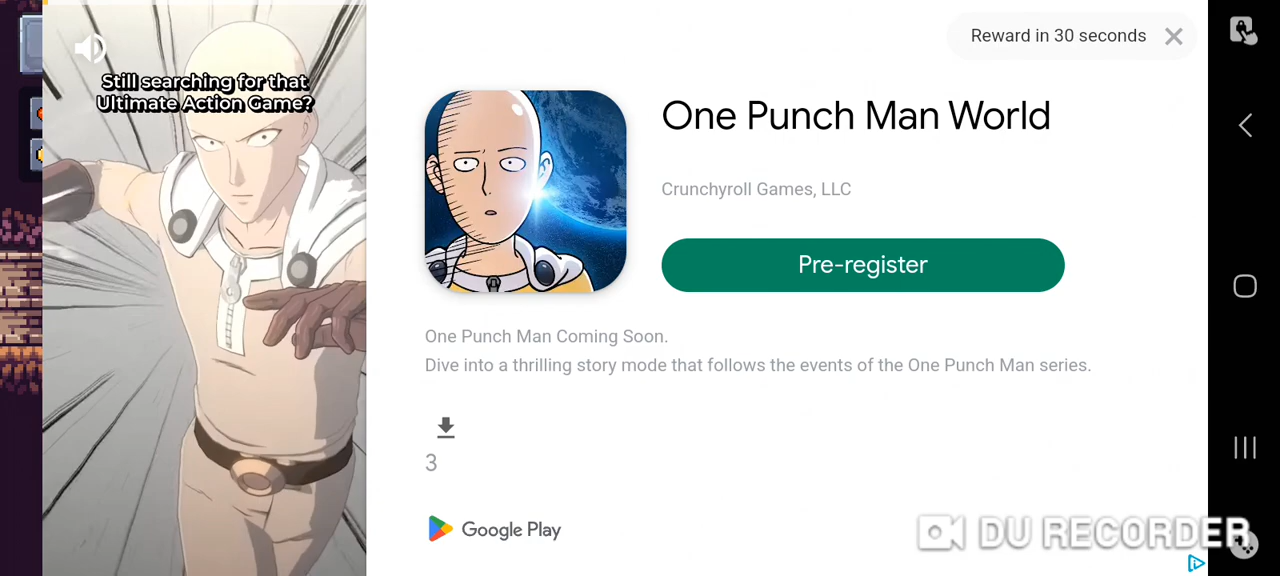 Still searching for that
Ultimate Action Game?
Reward in 30 seconds
One Punch Man World
Crunchyroll Games, LLC
Pre-register
One Punch Man Coming Soon.
Dive into a thrilling story mode that follows the events of the One Punch Man series.
3
Google Play
DU RECORDER